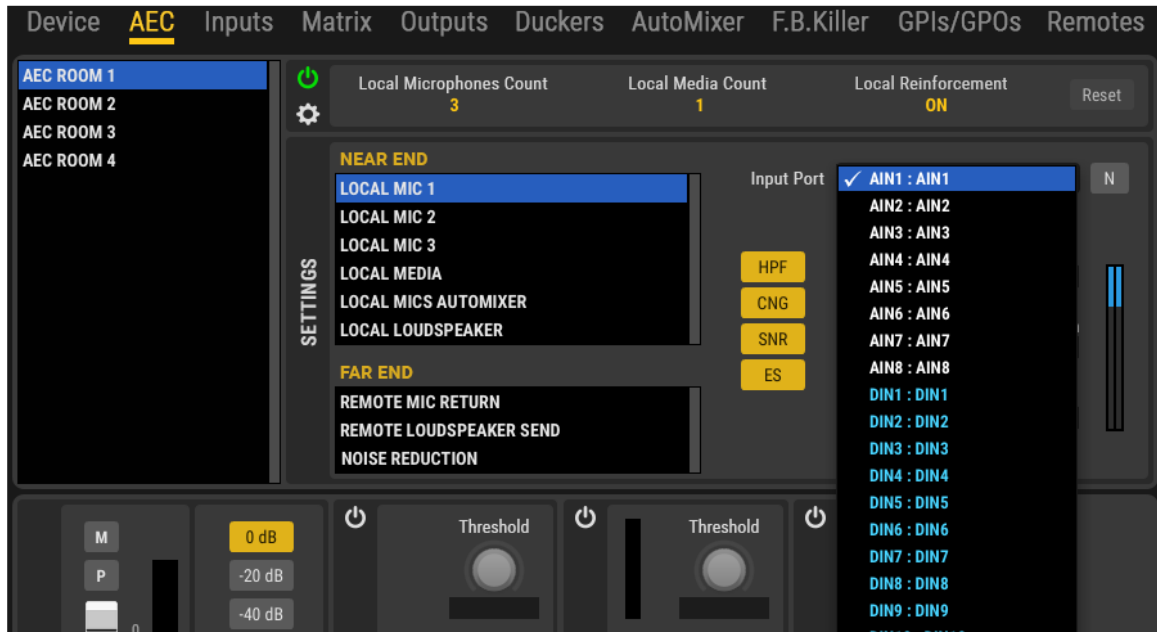 Device AEC Inputs Matrix Outputs Duckers AutoMixer F.B.Killer GPIs/GPOs Remotes
AEC ROOM 1
AEC ROOM 2
AEC ROOM 3
AEC ROOM 4
Local Microphones Count
3
Local Media Count
1
Local Reinforcement
ON
Reset
SETTINGS
NEAR END
LOCAL MIC 1
LOCAL MIC 2
LOCAL MIC 3
LOCAL MEDIA
LOCAL MICS AUTOMIXER
LOCAL LOUDSPEAKER
FAR END
REMOTE MIC RETURN
REMOTE LOUDSPEAKER SEND
NOISE REDUCTION
HPF
CNG
SNR
ES
Input Port
AIN1 : AIN1
AIN2 : AIN2
AIN3 : AIN3
AIN4 : AIN4
AIN5 : AIN5
AIN6 : AIN6
AIN7 : AIN7
AIN8 : AIN8
DIN1 : DIN1
DIN2 : DIN2
DIN3 : DIN3
DIN4 : DIN4
DIN5 : DIN5
DIN6 : DIN6
DIN7 : DIN7
DIN8 : DIN8
DIN9 : DIN9
N
M
P
0
0 dB
-20 dB
-40 dB
Threshold
Threshold